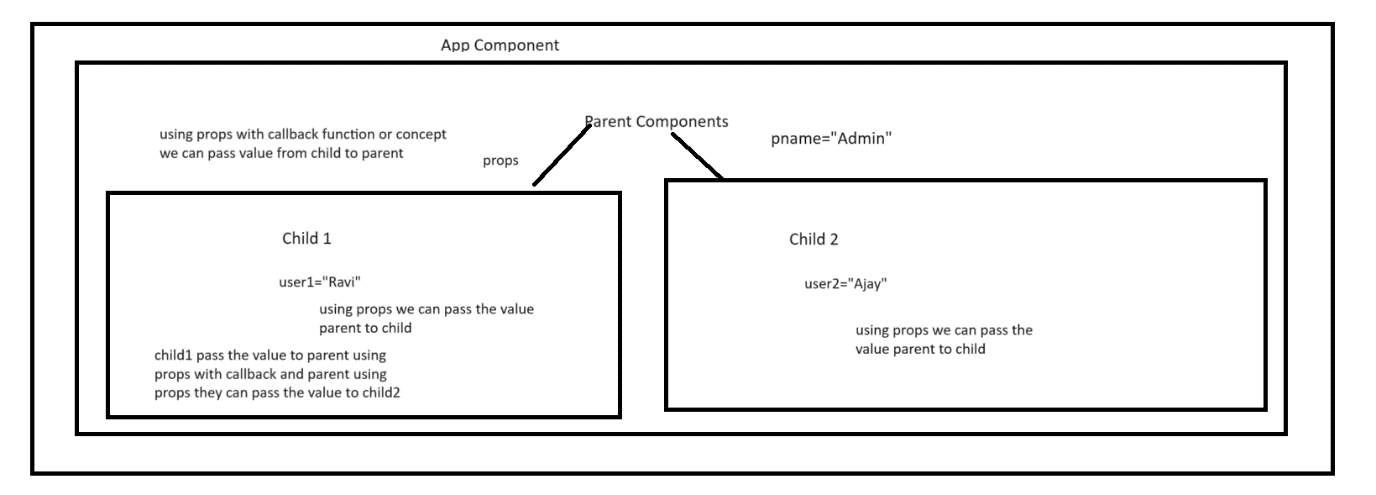 App Component
Parent Components
using props with callback function or concept
we can pass value from child to parent
pname="Admin"
props
Child 1
user1="Ravi"
using props we can pass the value
parent to child
child1 pass the value to parent using
props with callback and parent using
props they can pass the value to child2
Child 2
user2="Ajay"
using props we can pass the
value parent to child